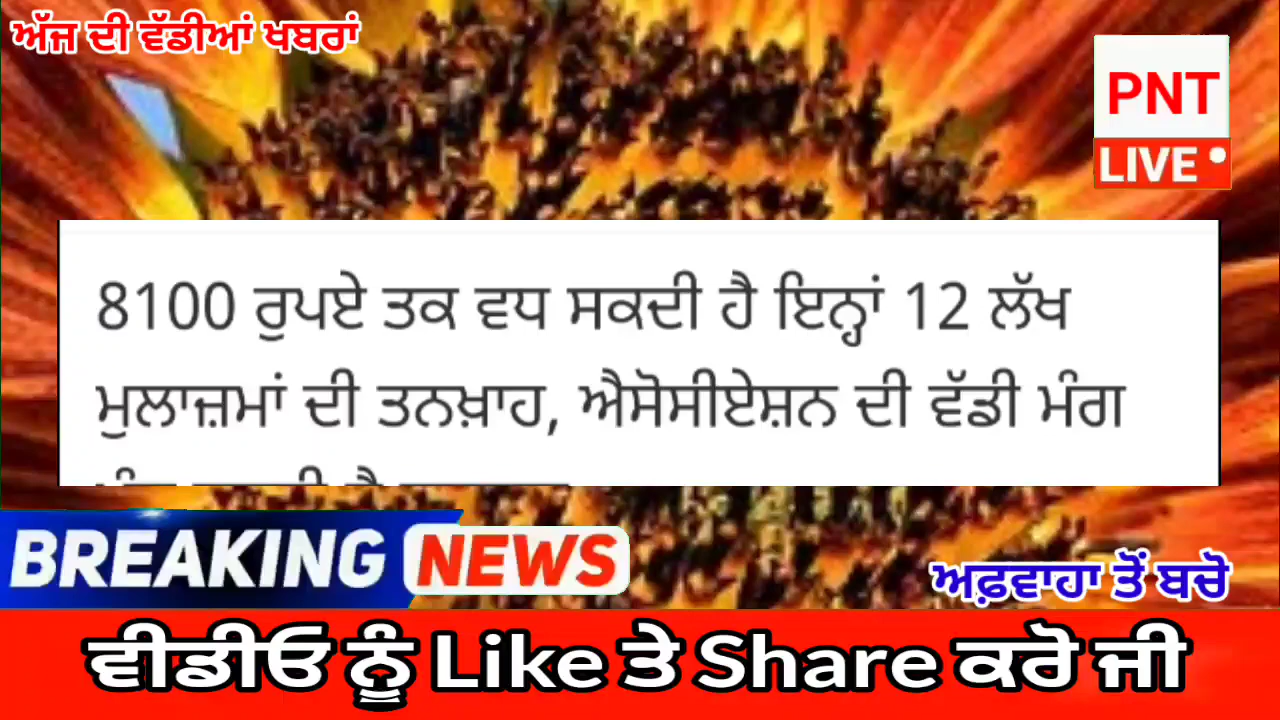 ਅੱਜ ਦੀ ਵੱਡੀਆਂ ਖਬਰਾਂ
PNT
LIVE
8100 ਰੁਪਏ ਤਕ ਵਧ ਸਕਦੀ ਹੈ ਇਨ੍ਹਾਂ 12 ਲੱਖ
ਮੁਲਾਜ਼ਮਾਂ ਦੀ ਤਨਖ਼ਾਹ, ਐਸੋਸੀਏਸ਼ਨ ਦੀ ਵੱਡੀ ਮੰਗ
BREAKING NEWS
ਅਫ਼ਵਾਹਾ ਤੋਂ ਬਚੋ
ਵੀਡੀਓ ਨੂੰ Like ਤੇ Share ਕਰੋ ਜੀ